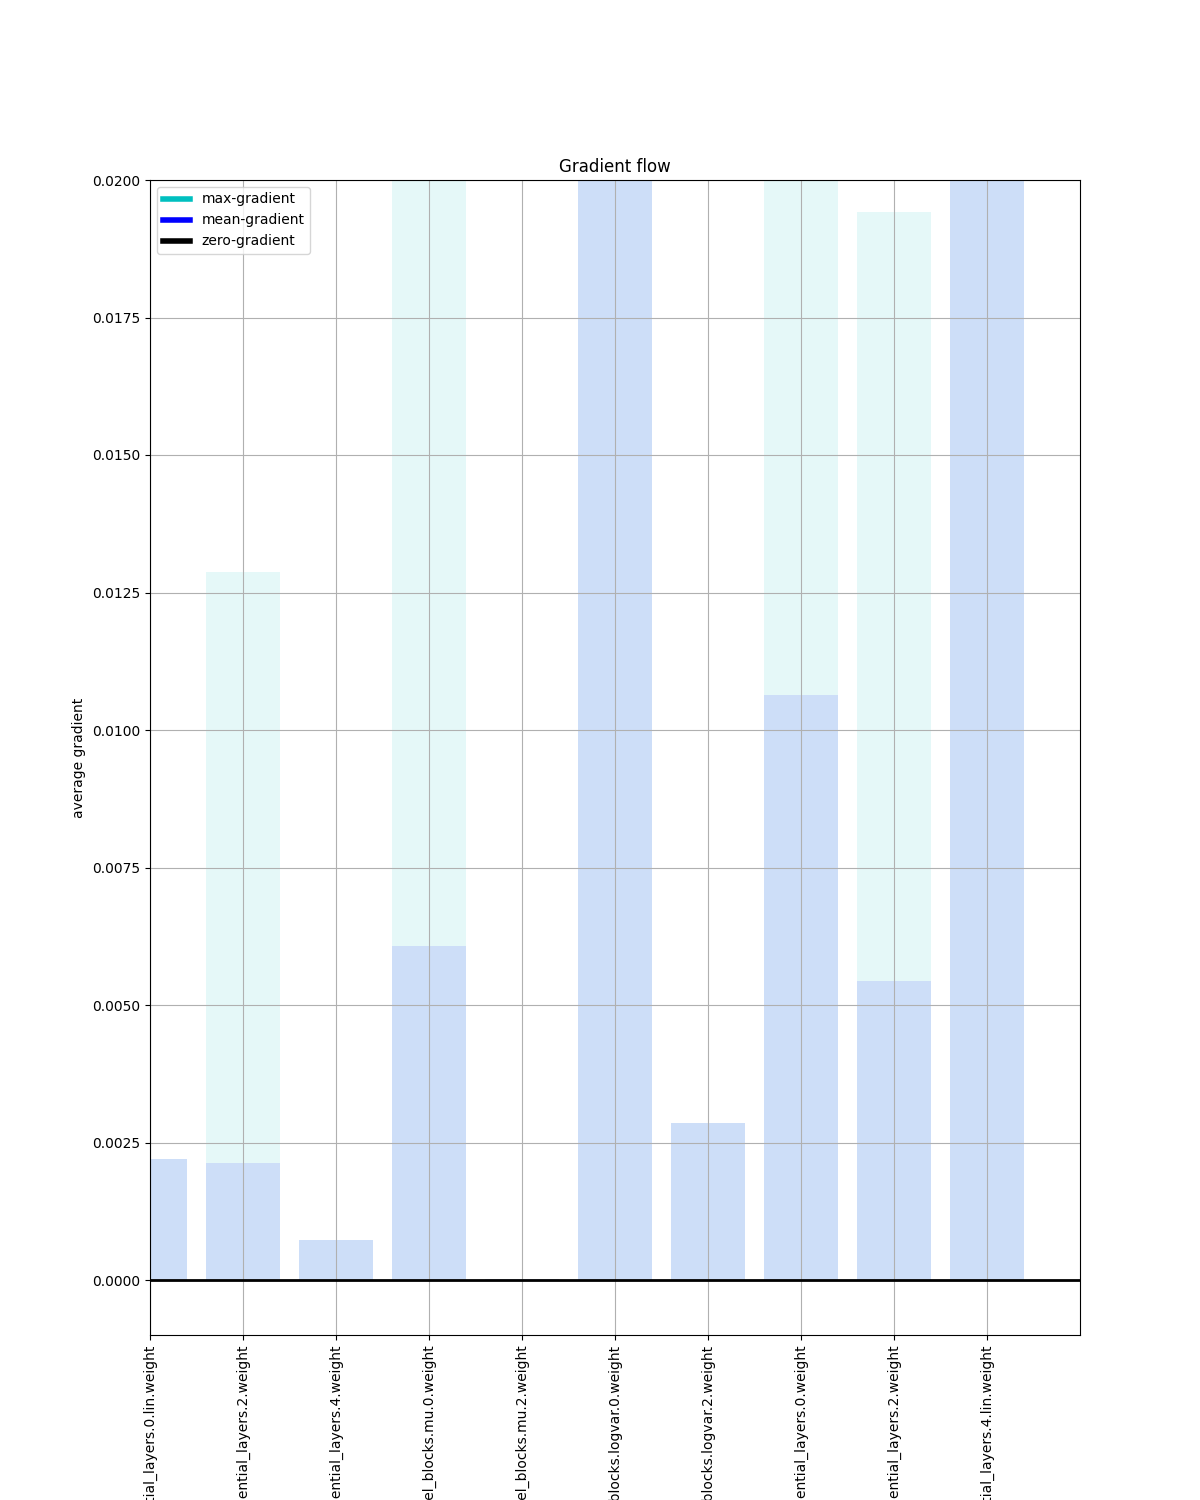 Gradient flow
max-gradient
mean-gradient
zero-gradient
0.0200
0.0175
0.0150
0.0125
0.0100
0.0075
0.0050
0.0025
0.0000
average gradient
tial_layers.0.lin.weight
ential_layers.2.weight
ential_layers.4.weight
el_blocks.mu.0.weight
el_blocks.mu.2.weight
blocks.logvar.0.weight
blocks.logvar.2.weight
ential_layers.0.weight
ential_layers.2.weight
tial_layers.4.lin.weight